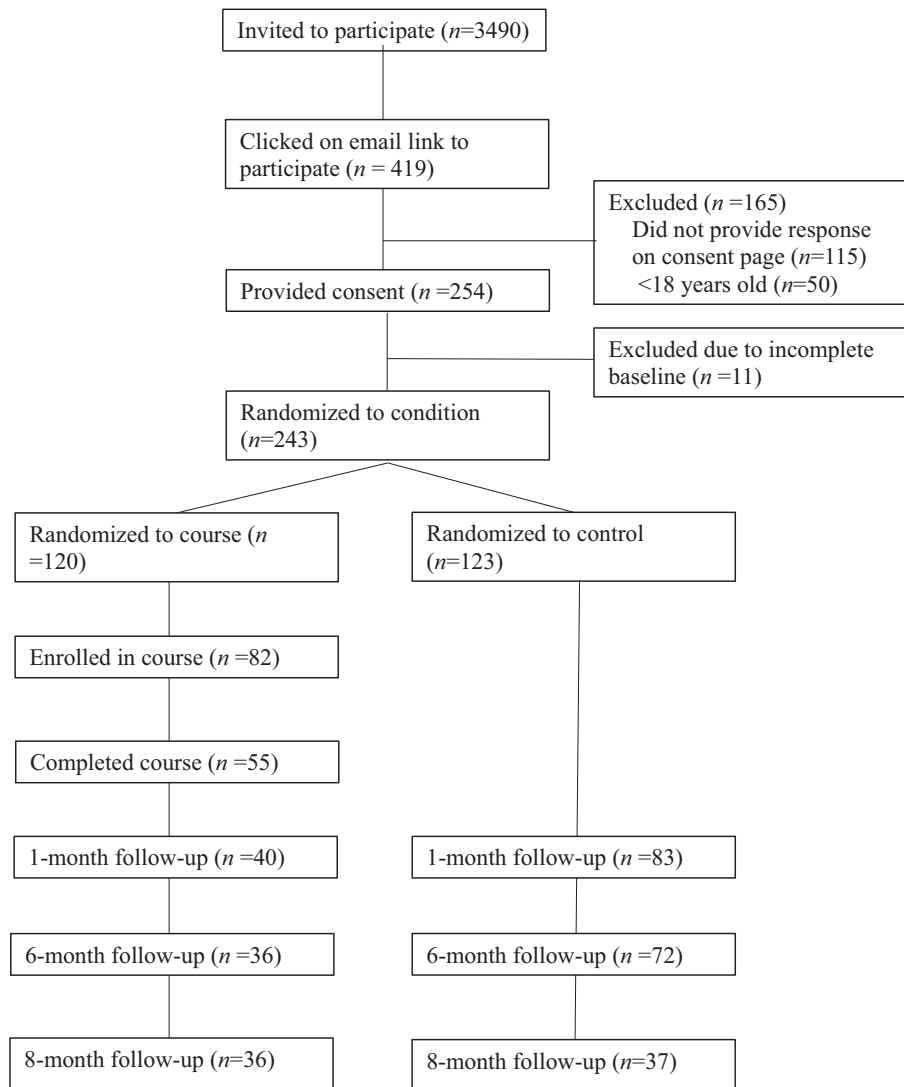 Invited to participate (n=3490)
Clicked on email link to
participate (n = 419)
Excluded (n =165)
Did not provide response
on consent page (n=115)
<18 years old (n=50)
Provided consent (n =254)
Excluded due to incomplete
baseline (n =11)
Randomized to condition
(n=243)
Randomized to course (n
=120)
Randomized to control
(n=123)
Enrolled in course (n =82)
Completed course (n =55)
1-month follow-up (n =40)
1-month follow-up (n =83)
6-month follow-up (n =36)
6-month follow-up (n =72)
8-month follow-up (n=36)
8-month follow-up (n=37)